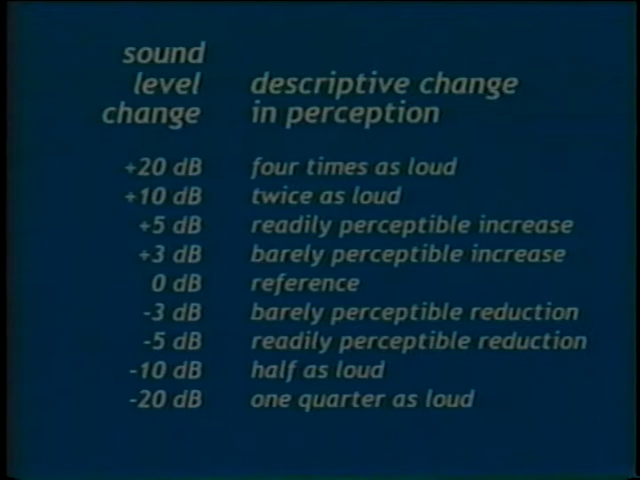 sound
level descriptive change
change in perception
+20 dB four times as loud
+10 dB twice as loud
+5 dB readily perceptible increase
+3 dB barely perceptible increase
0 dB reference
-3 dB barely perceptible reduction
-5 dB readily perceptible reduction
-10 dB half as loud
-20 dB one quarter as loud